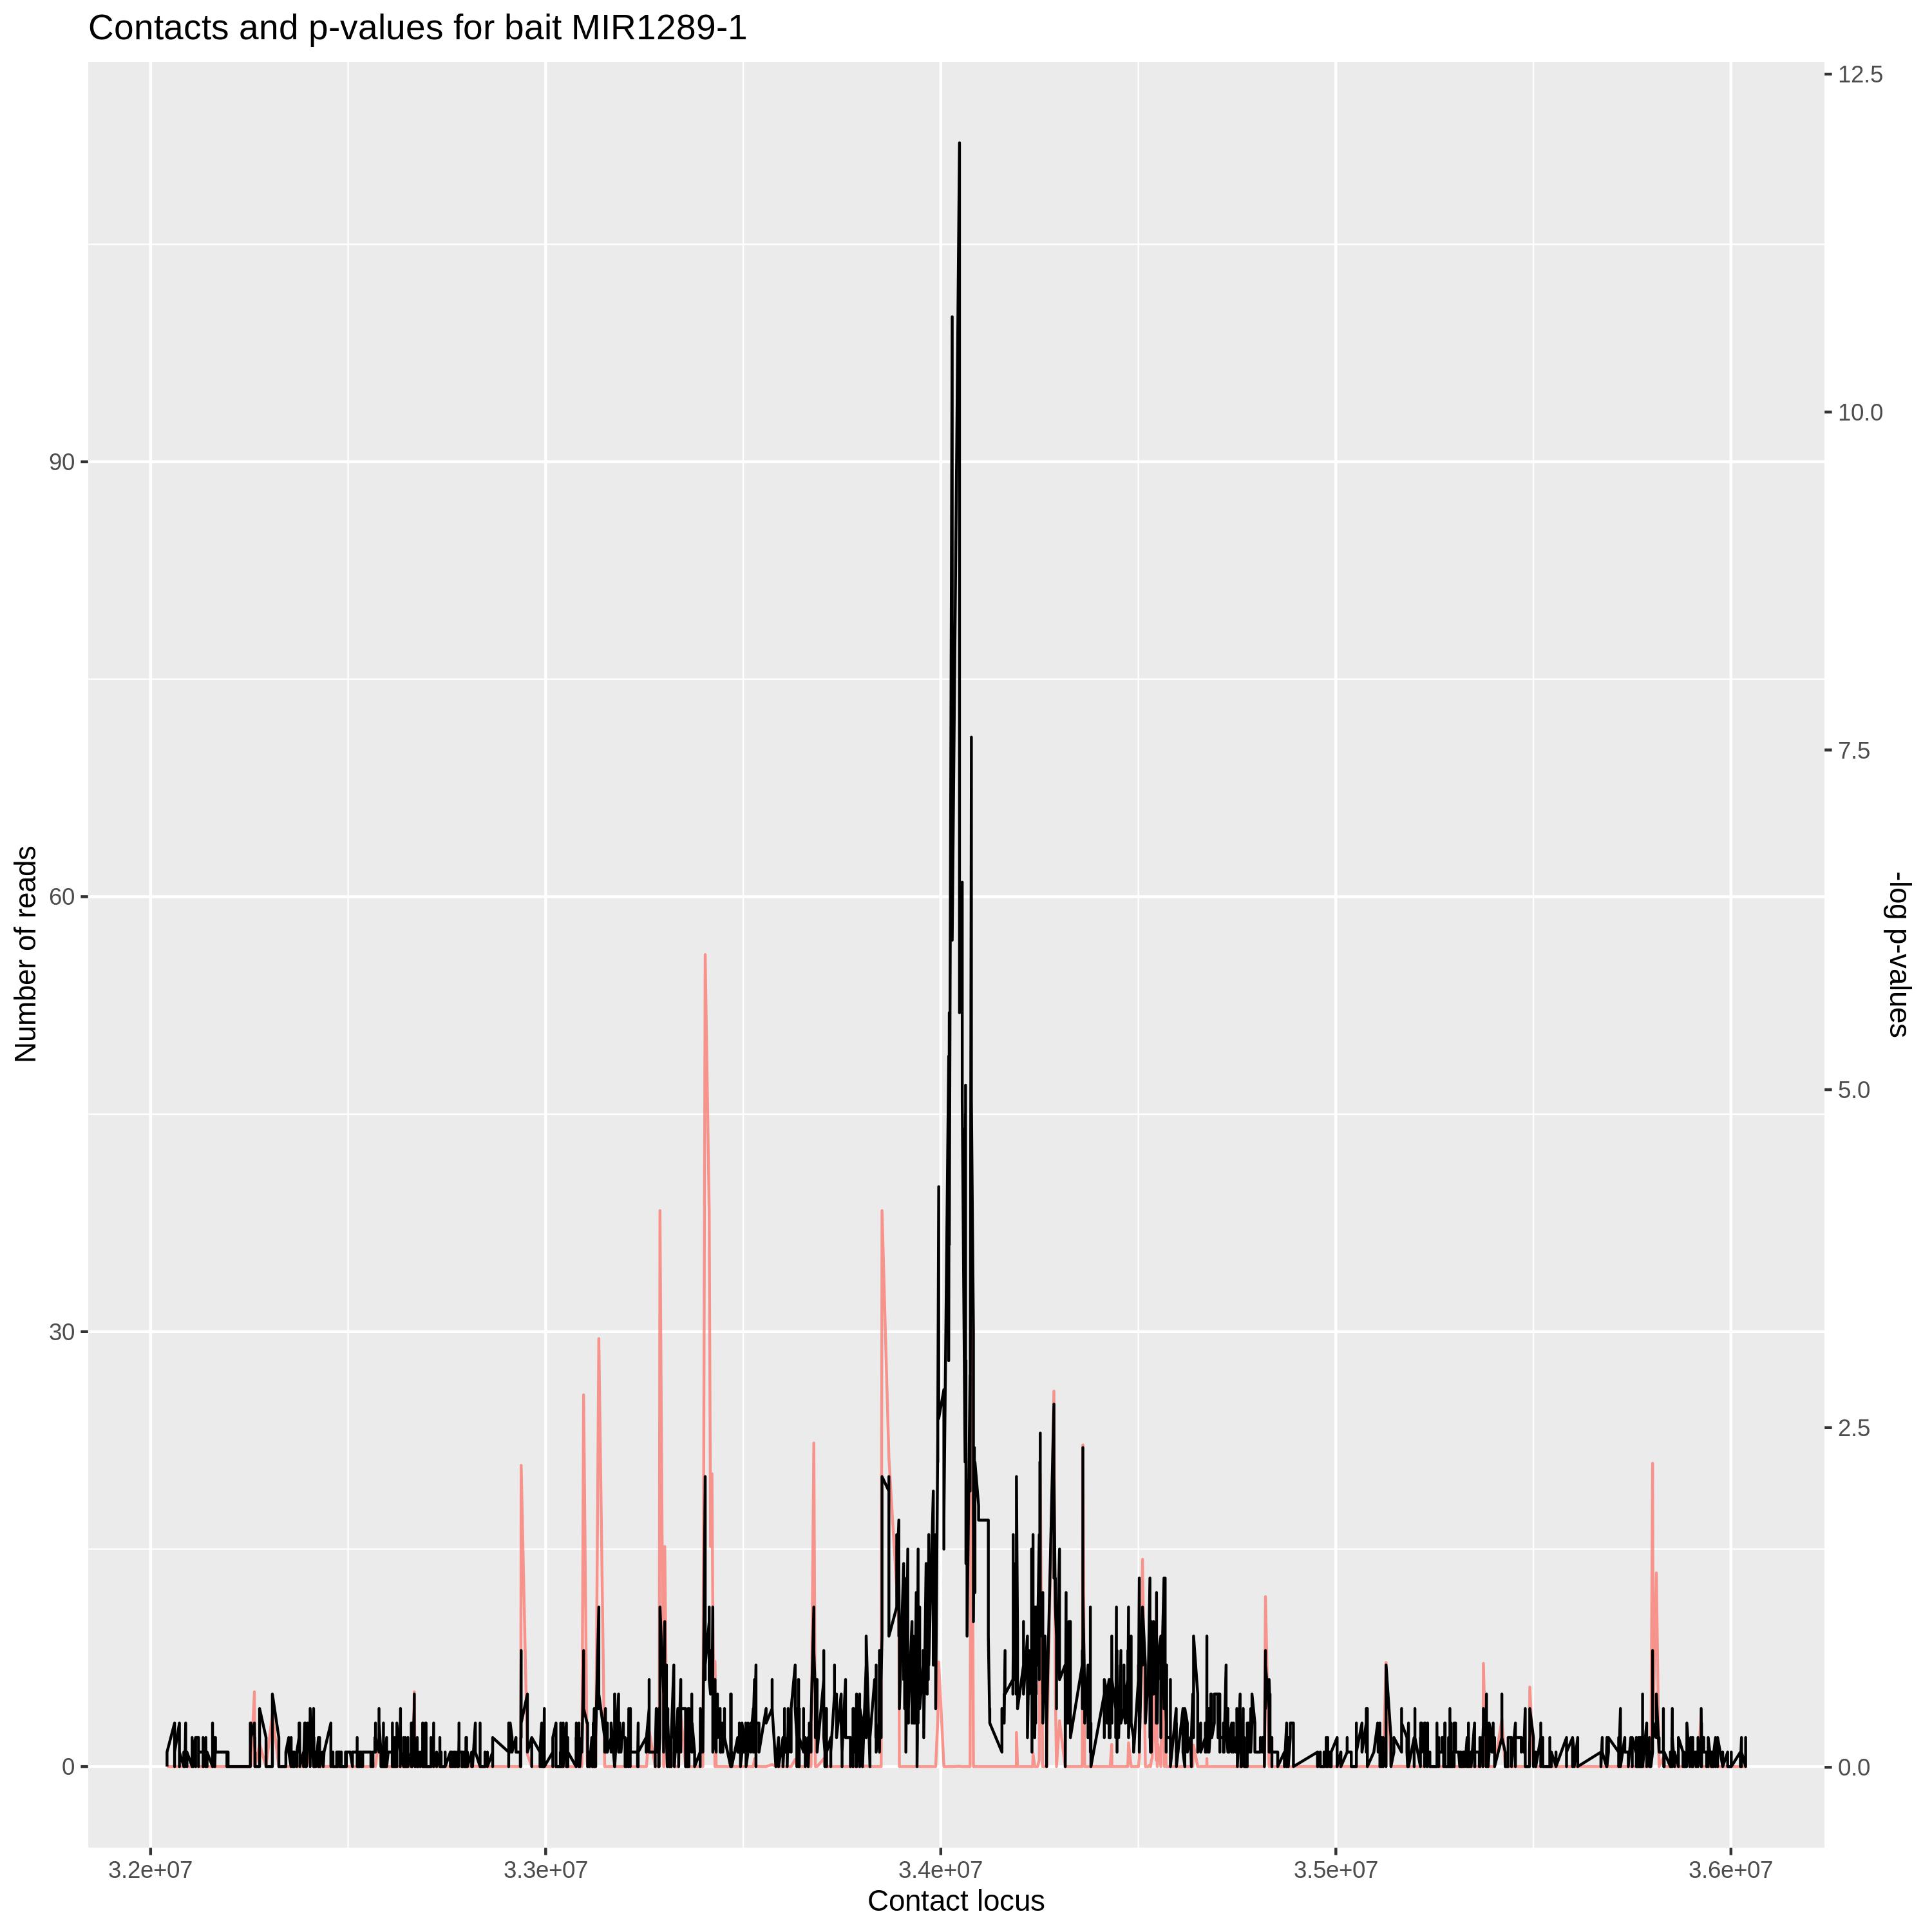 Contacts and p-values for bait MIR1289-1
12.5
10.0
7.5
5.0
2.5
0.0
90
60
30
0
Number of reads
-log p-values
3.2e+07
3.3e+07
3.4e+07
3.5e+07
3.6e+07
Contact locus